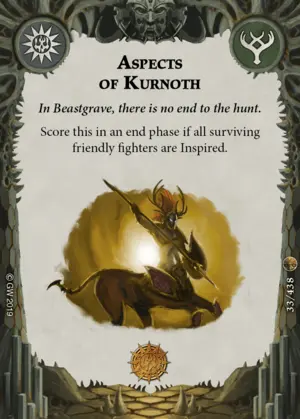 ASPECTS
OF KURNOTH
In Beastgrave, there is no end to the hunt.
Score this in an end phase if all surviving
friendly fighters are Inspired.
© GW 2019
33/438